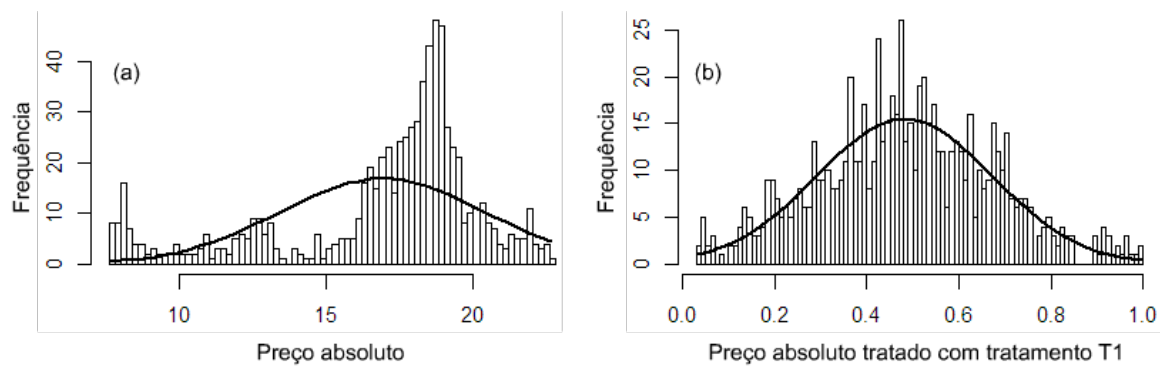 (a)
Frequência
0 10 20 30 40
10 15 20
Preço absoluto
(b)
Frequência
0 5 10 15 20 25
0.0 0.2 0.4 0.6 0.8 1.0
Preço absoluto tratado com tratamento T1